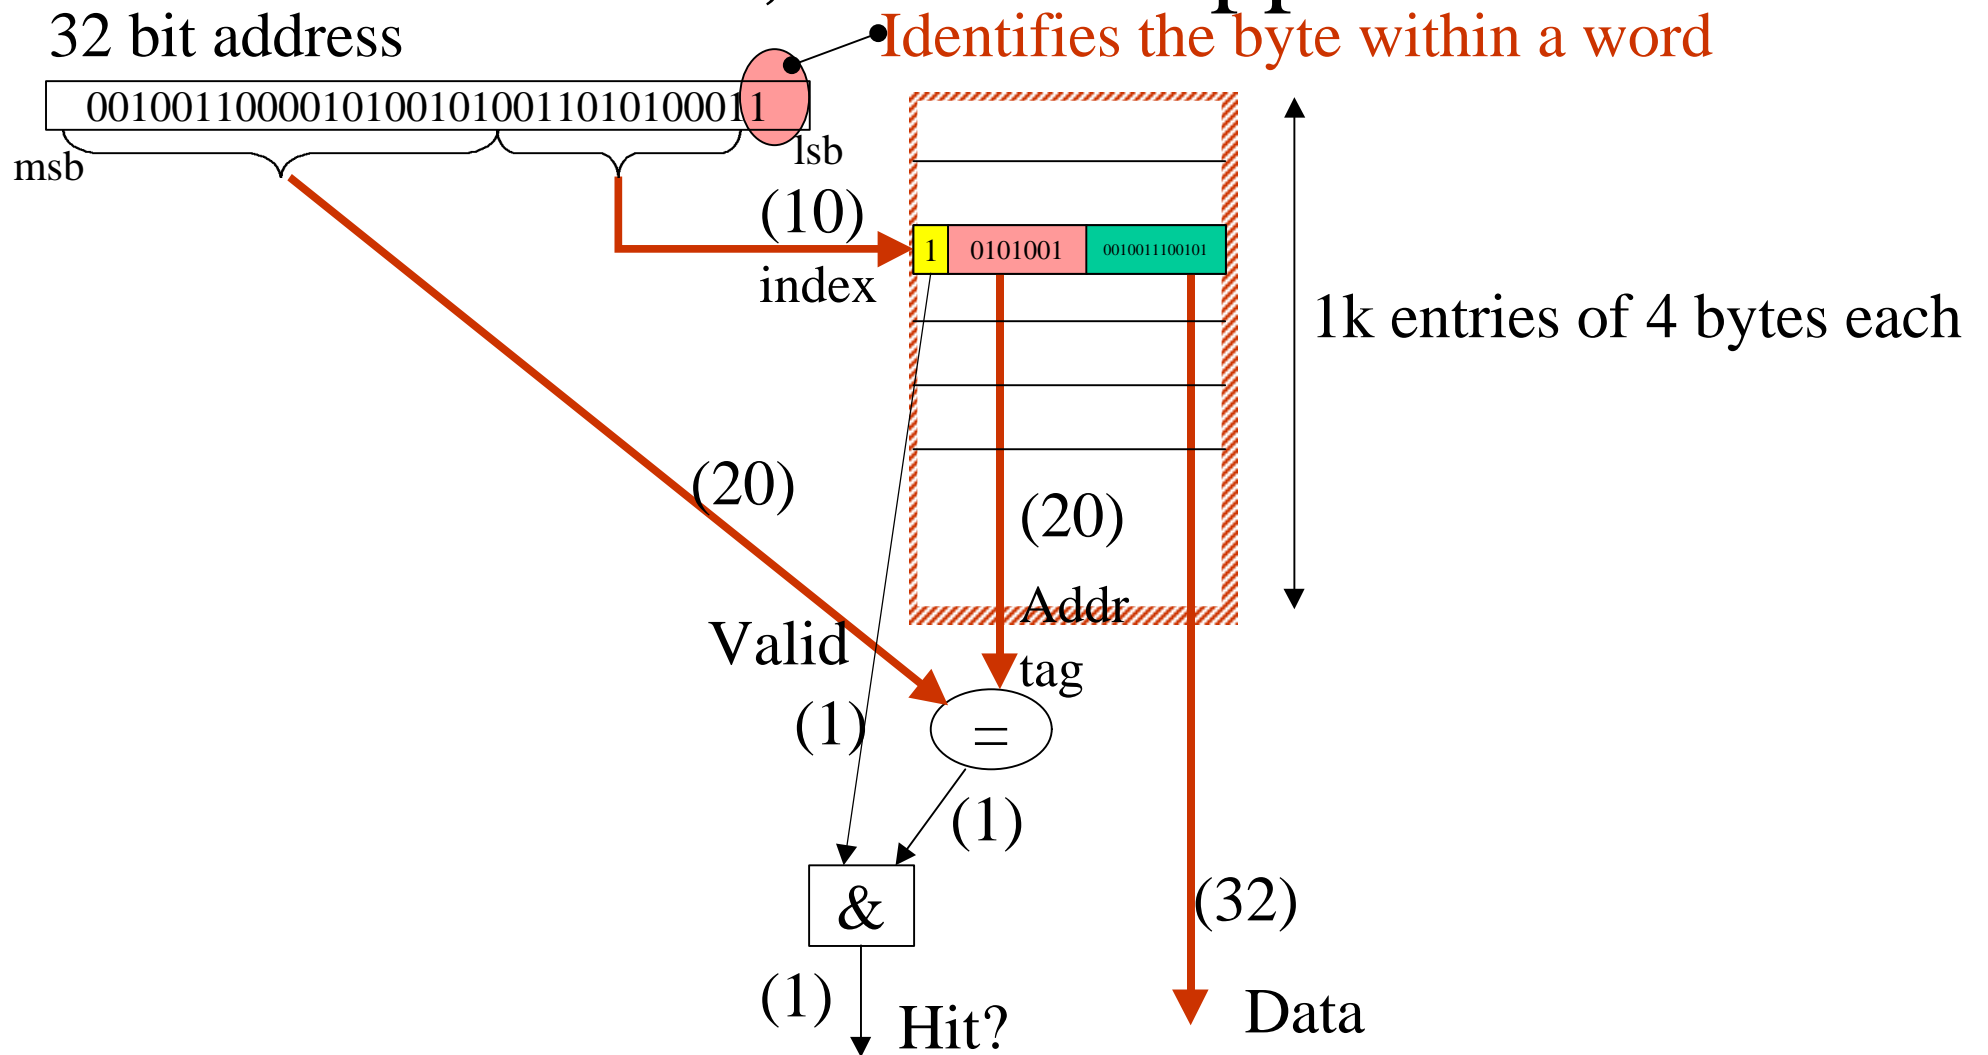 32 bit address
Identifies the byte within a word
00100110000101001010011010100011
msb
lsb
(10)
index
1 0101001 0010011100101
1k entries of 4 bytes each
(20)
(20)
Addr
tag
Valid
(1)
=
(1)
&
(32)
(1)
Hit?
Data